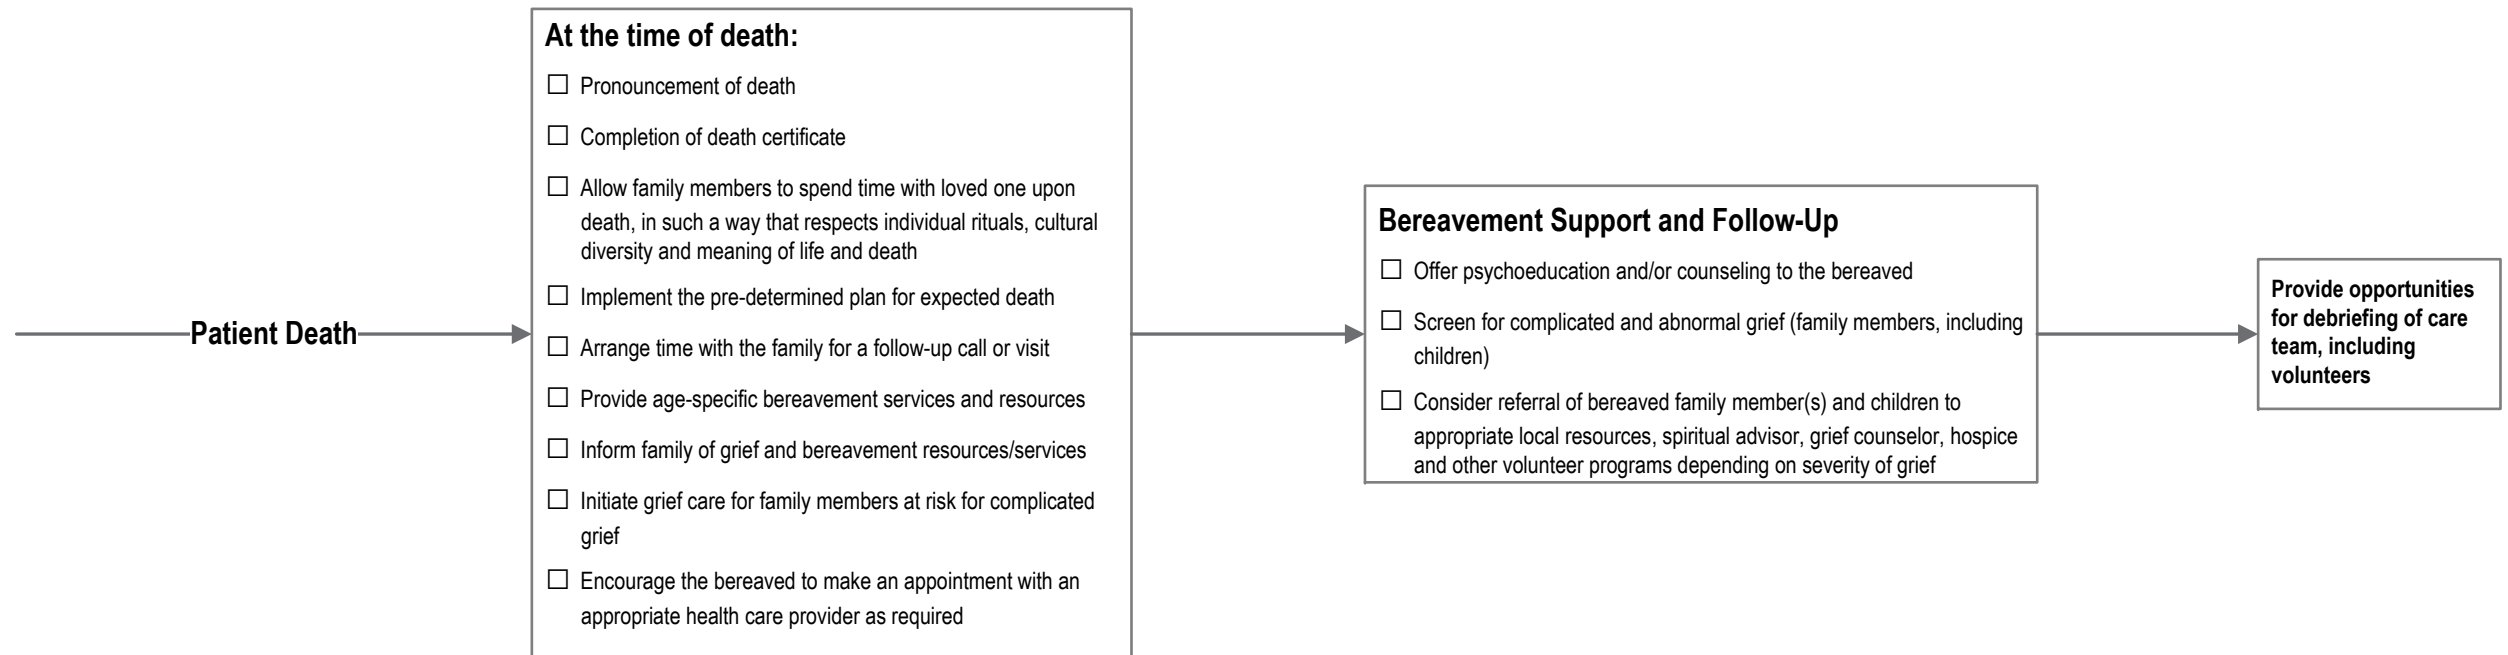 Patient Death
At the time of death:
☐ Pronouncement of death
☐ Completion of death certificate
☐ Allow family members to spend time with loved one upon
death, in such a way that respects individual rituals, cultural
diversity and meaning of life and death
☐ Implement the pre-determined plan for expected death
☐ Arrange time with the family for a follow-up call or visit
☐ Provide age-specific bereavement services and resources
☐ Inform family of grief and bereavement resources/services
☐ Initiate grief care for family members at risk for complicated
grief
☐ Encourage the bereaved to make an appointment with an
appropriate health care provider as required
Bereavement Support and Follow-Up
☐ Offer psychoeducation and/or counseling to the bereaved
☐ Screen for complicated and abnormal grief (family members, including
children)
☐ Consider referral of bereaved family member(s) and children to
appropriate local resources, spiritual advisor, grief counselor, hospice
and other volunteer programs depending on severity of grief
Provide opportunities
for debriefing of care
team, including
volunteers